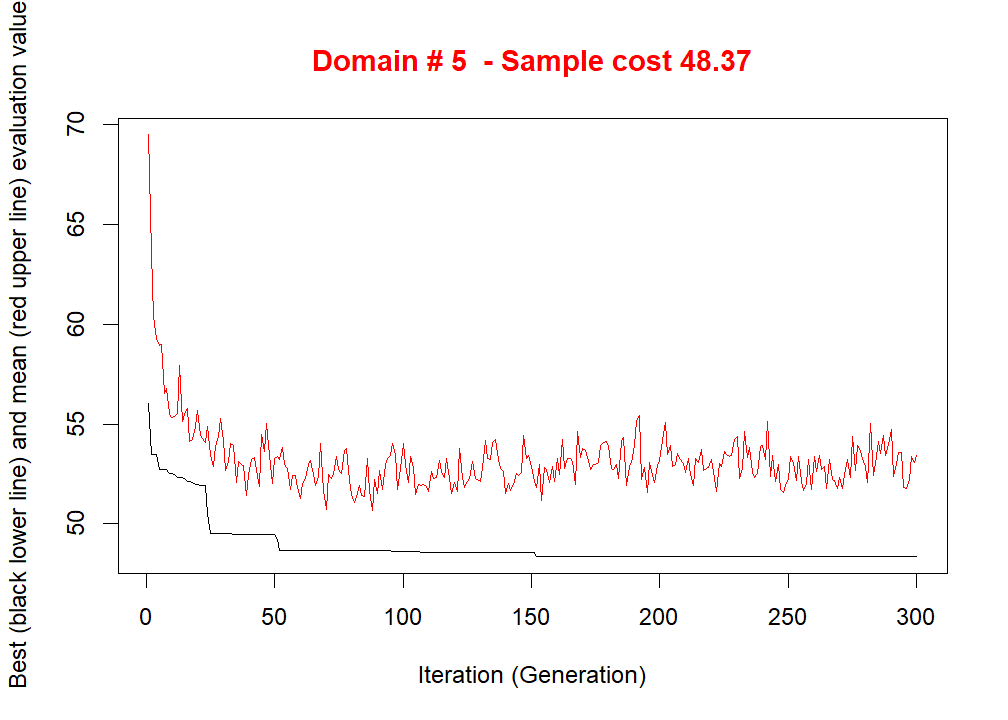 Domain # 5  - Sample cost 48.37
Best (black lower line) and mean (red upper line) evaluation value
70
65
60
55
50
0 50 100 150 200 250 300
Iteration (Generation)